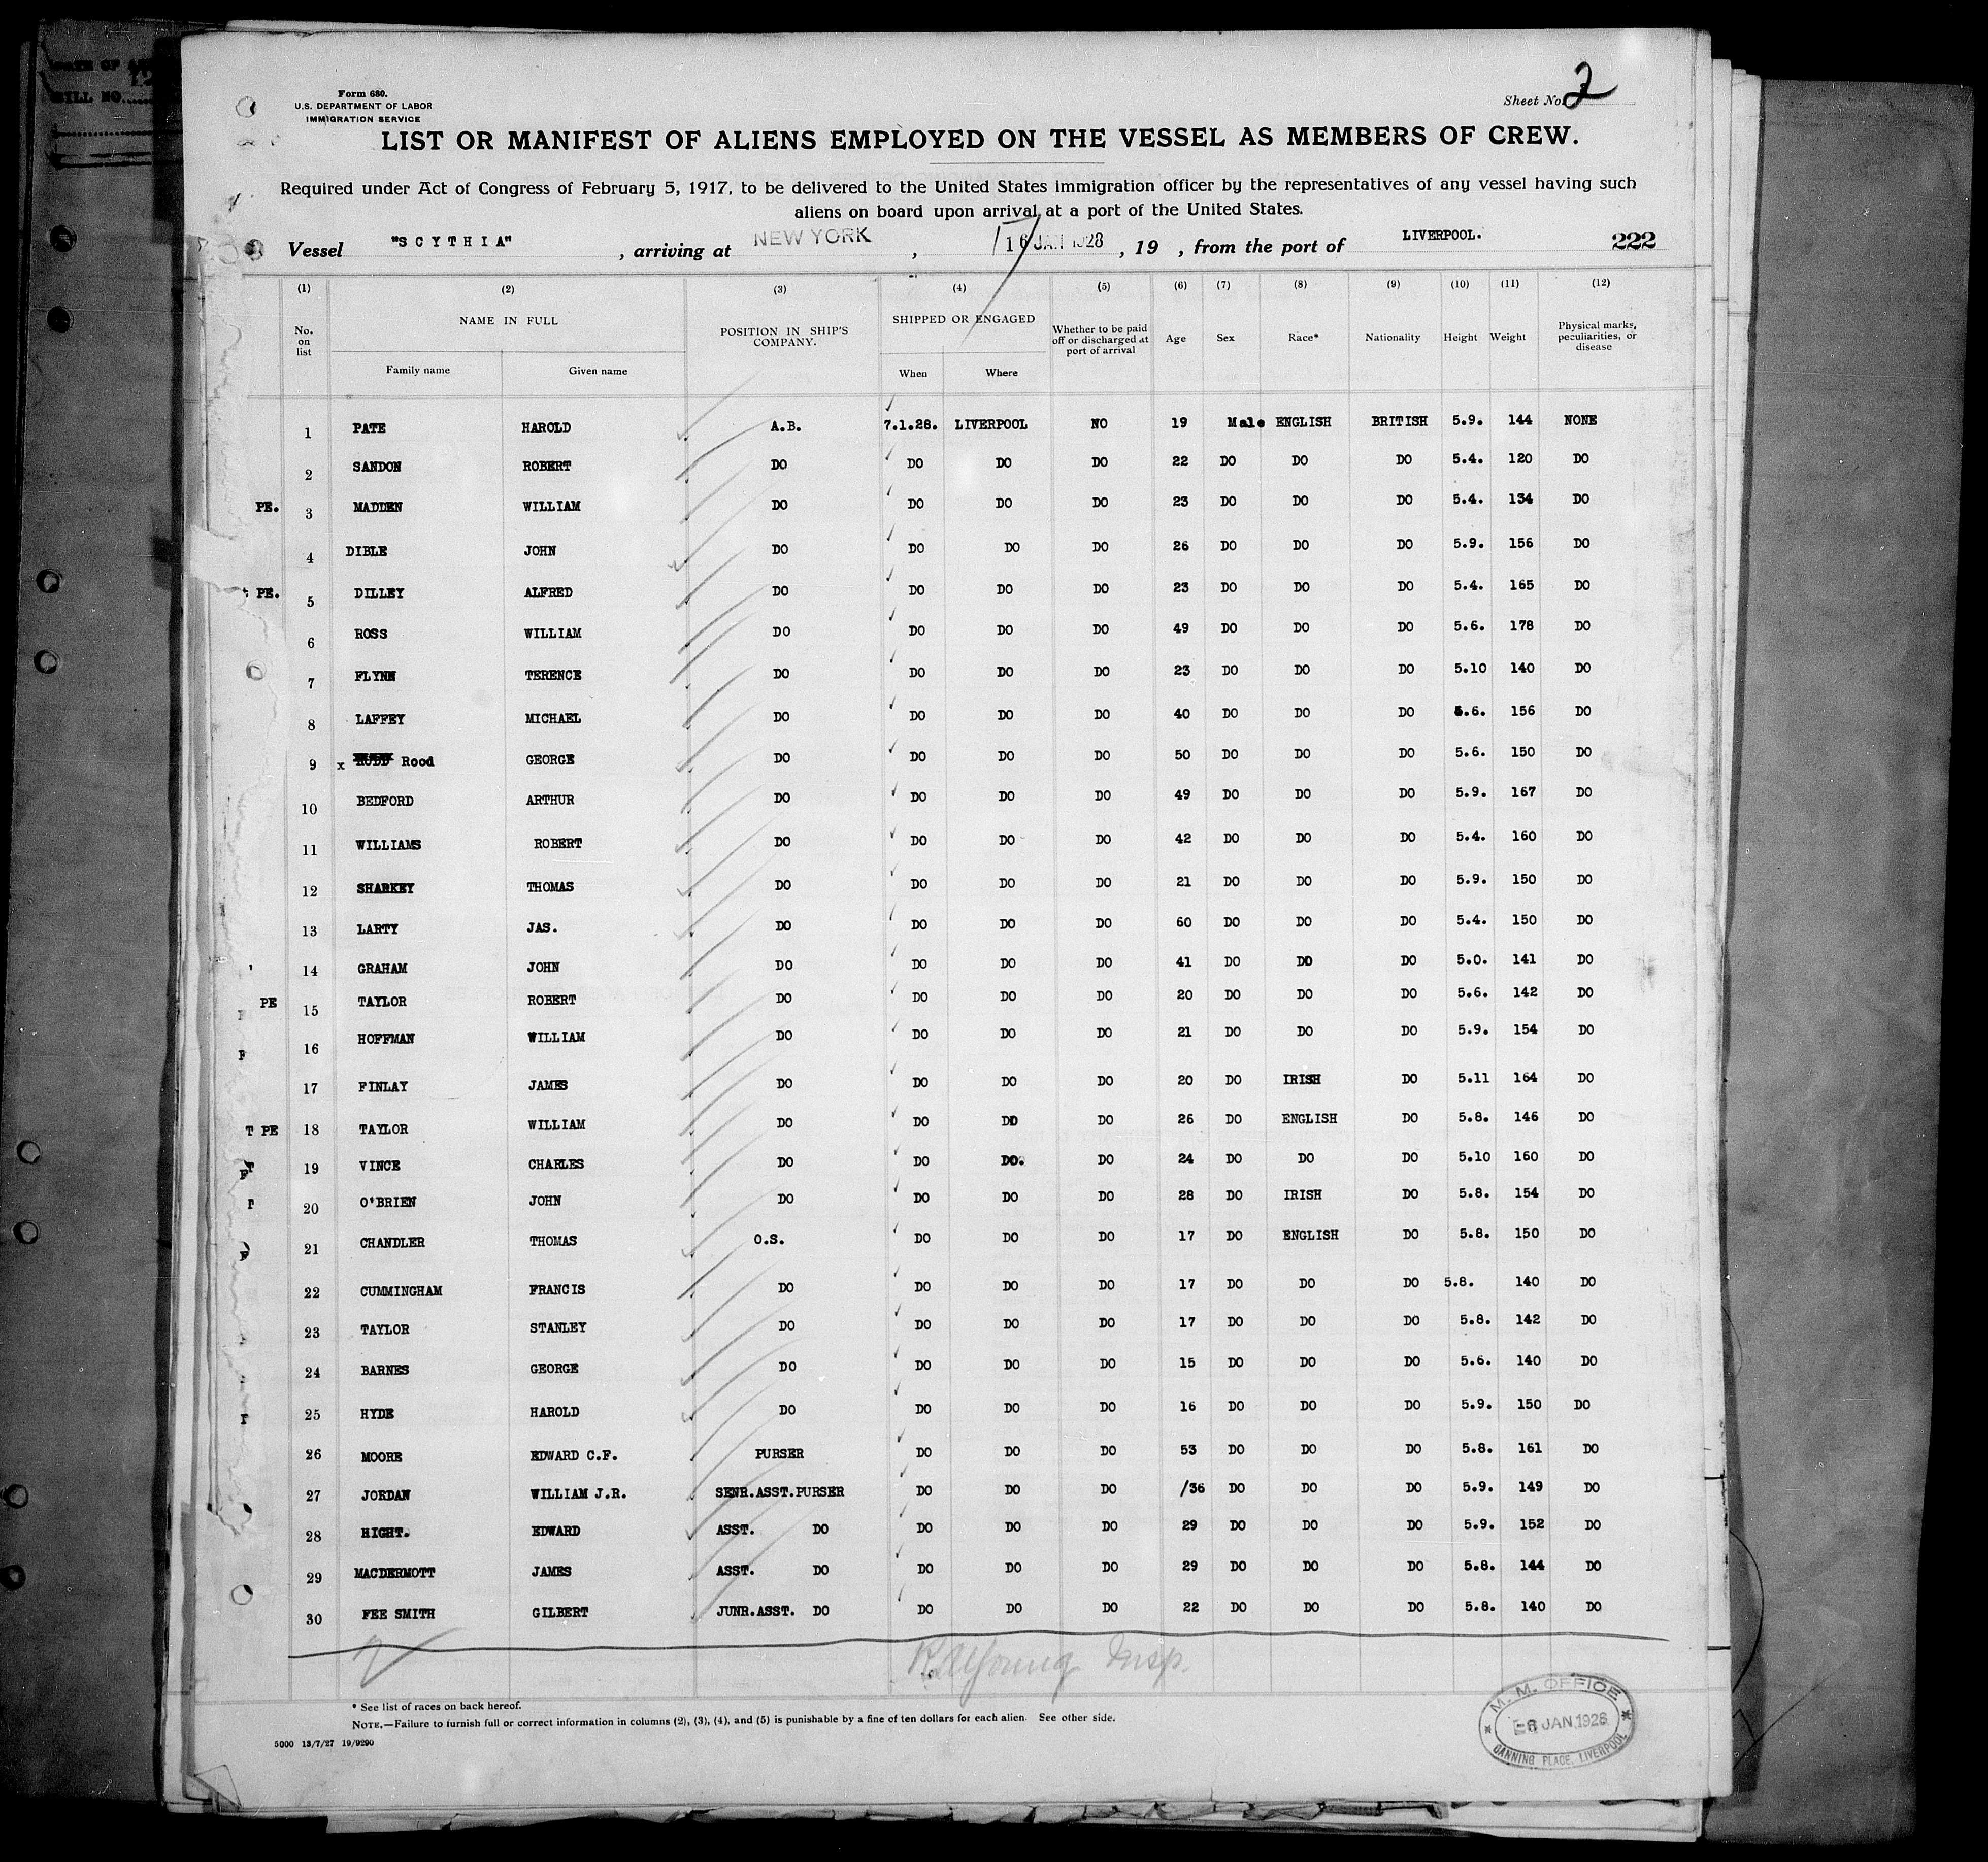 Form 680.
U.S. DEPARTMENT OF LABOR
IMMIGRATION SERVICE
Sheet No. 2
LIST OR MANIFEST OF ALIENS EMPLOYED ON THE VESSEL AS MEMBERS OF CREW.
Required under Act of Congress of February 5, 1917, to be delivered to the United States immigration officer by the representatives of any vessel having such
aliens on board upon arrival at a port of the United States.
Vessel "SCYTHIA", arriving at NEW YORK, 16 JAN 1928, 19 , from the port of LIVERPOOL. 222
(1) (2) (3) (4) (5) (6) (7) (8) (9) (10) (11) (12)
No. on list NAME IN FULL Family name Given name POSITION IN SHIP'S COMPANY. SHIPPED OR ENGAGED When Where Whether to be paid off or discharged at port of arrival Age Sex Race* Nationality Height Weight Physical marks, peculiarities, or disease
1 PATE HAROLD A.B. 7.1.28. LIVERPOOL NO 19 Male ENGLISH BRITISH 5.9. 144 NONE
2 SANDON ROBERT DO DO DO DO 22 DO DO DO 5.4. 120 DO
PE. 3 MADDEN WILLIAM DO DO DO DO 23 DO DO DO 5.4. 134 DO
4 DIBLE JOHN DO DO DO DO 26 DO DO DO 5.9. 156 DO
PE. 5 DILLEY ALFRED DO DO DO DO 23 DO DO DO 5.4. 165 DO
6 ROSS WILLIAM DO DO DO DO 49 DO DO DO 5.6. 178 DO
7 FLYNN TERENCE DO DO DO DO 23 DO DO DO 5.10 140 DO
8 LAFFEY MICHAEL DO DO DO DO 40 DO DO DO 5.6. 156 DO
9 x Rood GEORGE DO DO DO DO 50 DO DO DO 5.6. 150 DO
10 BEDFORD ARTHUR DO DO DO DO 49 DO DO DO 5.9. 167 DO
11 WILLIAMS ROBERT DO DO DO DO 42 DO DO DO 5.4. 160 DO
12 SHARKEY THOMAS DO DO DO DO 21 DO DO DO 5.9. 150 DO
13 LARTY JAS. DO DO DO DO 60 DO DO DO 5.4. 150 DO
14 GRAHAM JOHN DO DO DO DO 41 DO DO DO 5.0. 141 DO
PE 15 TAYLOR ROBERT DO DO DO DO 20 DO DO DO 5.6. 142 DO
16 HOFFMAN WILLIAM DO DO DO DO 21 DO DO DO 5.9. 154 DO
17 FINLAY JAMES DO DO DO DO 20 DO IRISH DO 5.11 164 DO
T PE 18 TAYLOR WILLIAM DO DO DO DO 26 DO ENGLISH DO 5.8. 146 DO
19 VINCE CHARLES DO DO DO. DO 24 DO DO DO 5.10 160 DO
20 O'BRIEN JOHN DO DO DO DO 28 DO IRISH DO 5.8. 154 DO
21 CHANDLER THOMAS O.S. DO DO DO 17 DO ENGLISH DO 5.8. 150 DO
22 CUMMINGHAM FRANCIS DO DO DO DO 17 DO DO DO 5.8. 140 DO
23 TAYLOR STANLEY DO DO DO DO 17 DO DO DO 5.8. 142 DO
24 BARNES GEORGE DO DO DO DO 15 DO DO DO 5.6. 140 DO
25 HYDE HAROLD DO DO DO DO 16 DO DO DO 5.9. 150 DO
26 MOORE EDWARD C.F. PURSER DO DO DO 53 DO DO DO 5.8. 161 DO
27 JORDAN WILLIAM J.R. SENR.ASST.PURSER DO DO DO /36 DO DO DO 5.9. 149 DO
28 HIGHT. EDWARD ASST. DO DO DO DO 29 DO DO DO 5.9. 152 DO
29 MACDERMOTT JAMES ASST. DO DO DO DO 29 DO DO DO 5.8. 144 DO
30 FEE SMITH GILBERT JUNR.ASST. DO DO DO DO 22 DO DO DO 5.8. 140 DO
Young Insp.
* See list of races on back hereof.
NOTE.—Failure to furnish full or correct information in columns (2), (3), (4), and (5) is punishable by a fine of ten dollars for each alien. See other side.
5000 13/7/27 19/9290
M. M. OFFICE
JAN 1928
CANNING PLACE, LIVERPOOL